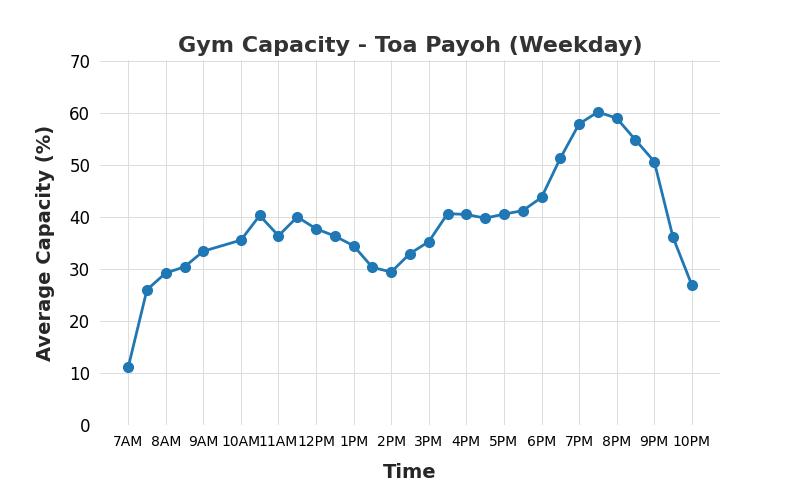 Gym Capacity - Toa Payoh (Weekday)
70
60
50
40
30
20
10
0
Average Capacity (%)
7AM 8AM 9AM 10AM 11AM 12PM 1PM 2PM 3PM 4PM 5PM 6PM 7PM 8PM 9PM 10PM
Time